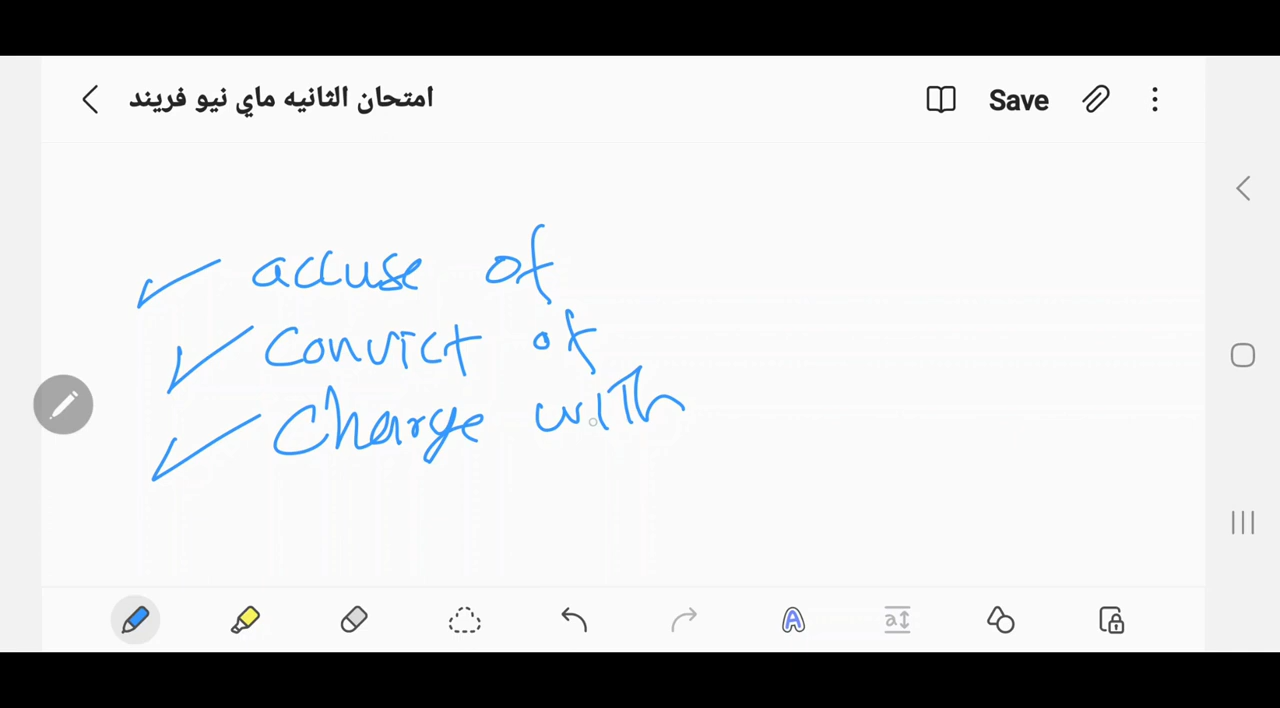 امتحان الثانيه ماي نيو فريند
Save
accuse of
convict of
charge with
A
a